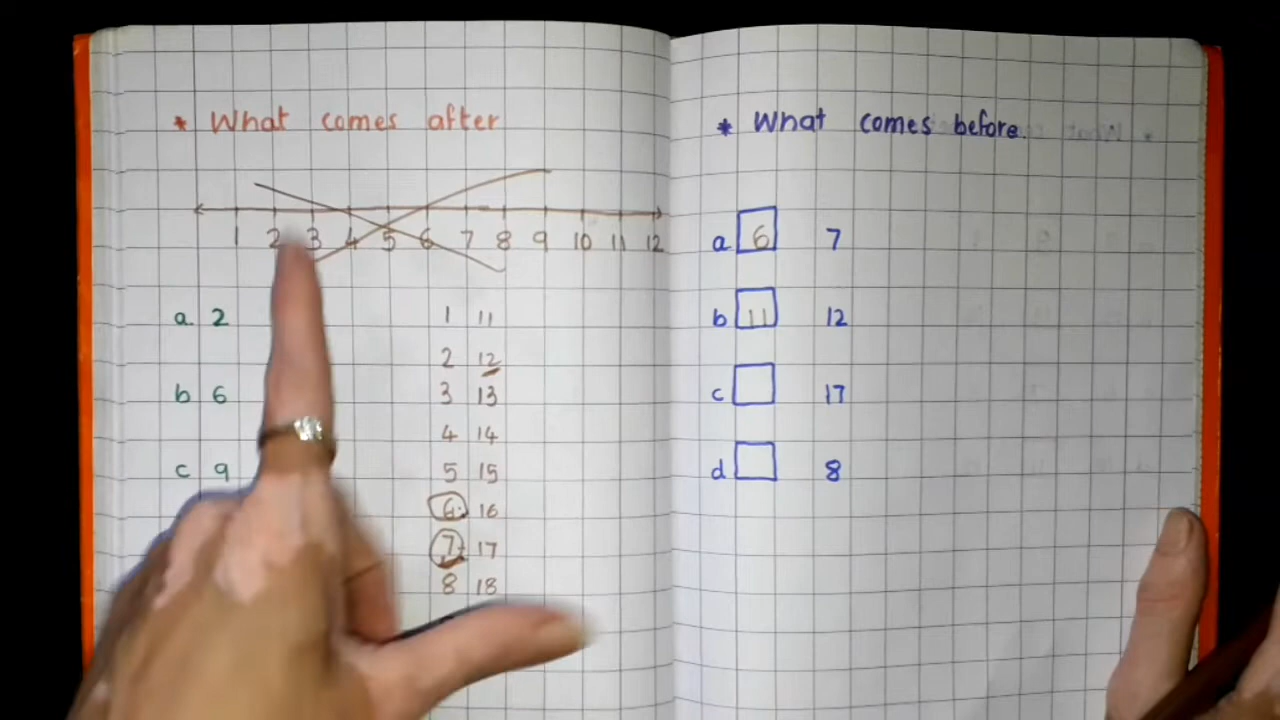 * What comes after
1 2 3 4 5 6 7 8 9 10 11 12
a 2
b 6
c 9
1 11
2 12
3 13
4 14
5 15
6 16
7 17
8 18
* What comes before.
a 6 7
b 11 12
c 17
d 8